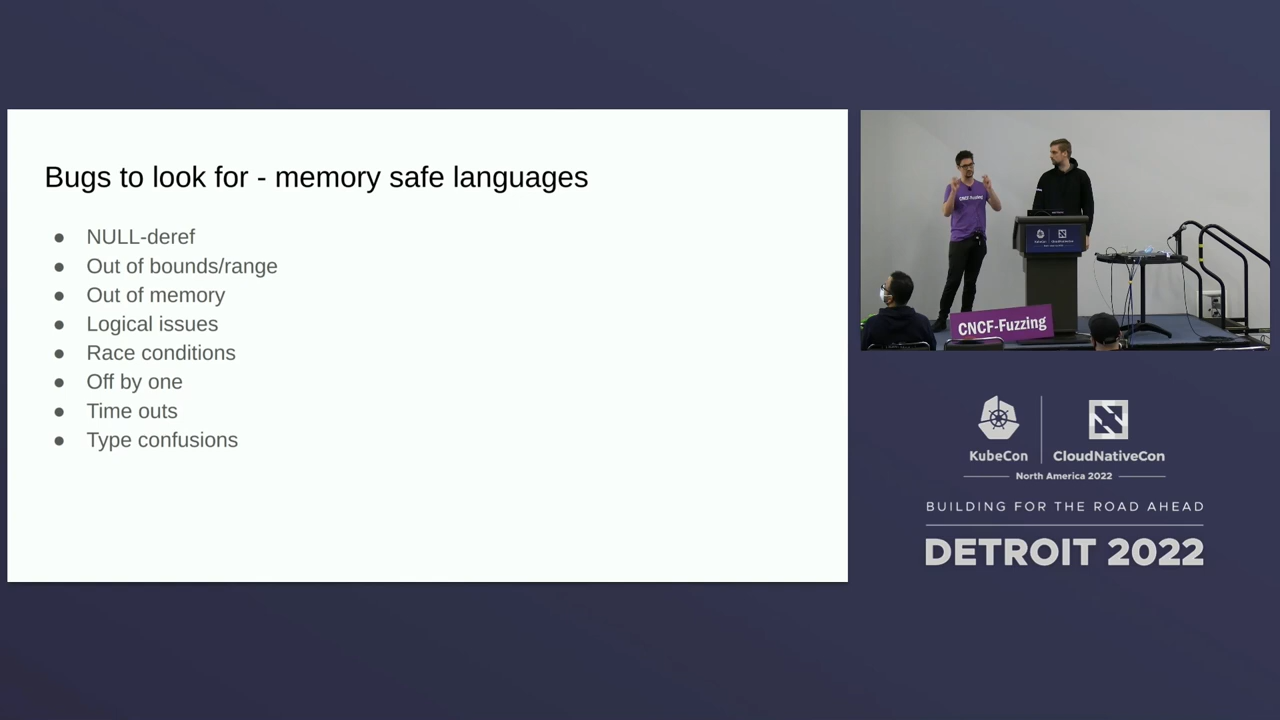 Bugs to look for - memory safe languages
● NULL-deref
● Out of bounds/range
● Out of memory
● Logical issues
● Race conditions
● Off by one
● Time outs
● Type confusions
CNCF-Fuzzing
CNCF-Fuzzing
KubeCon
CloudNativeCon
North America 2022
BUILDING FOR THE ROAD AHEAD
DETROIT 2022